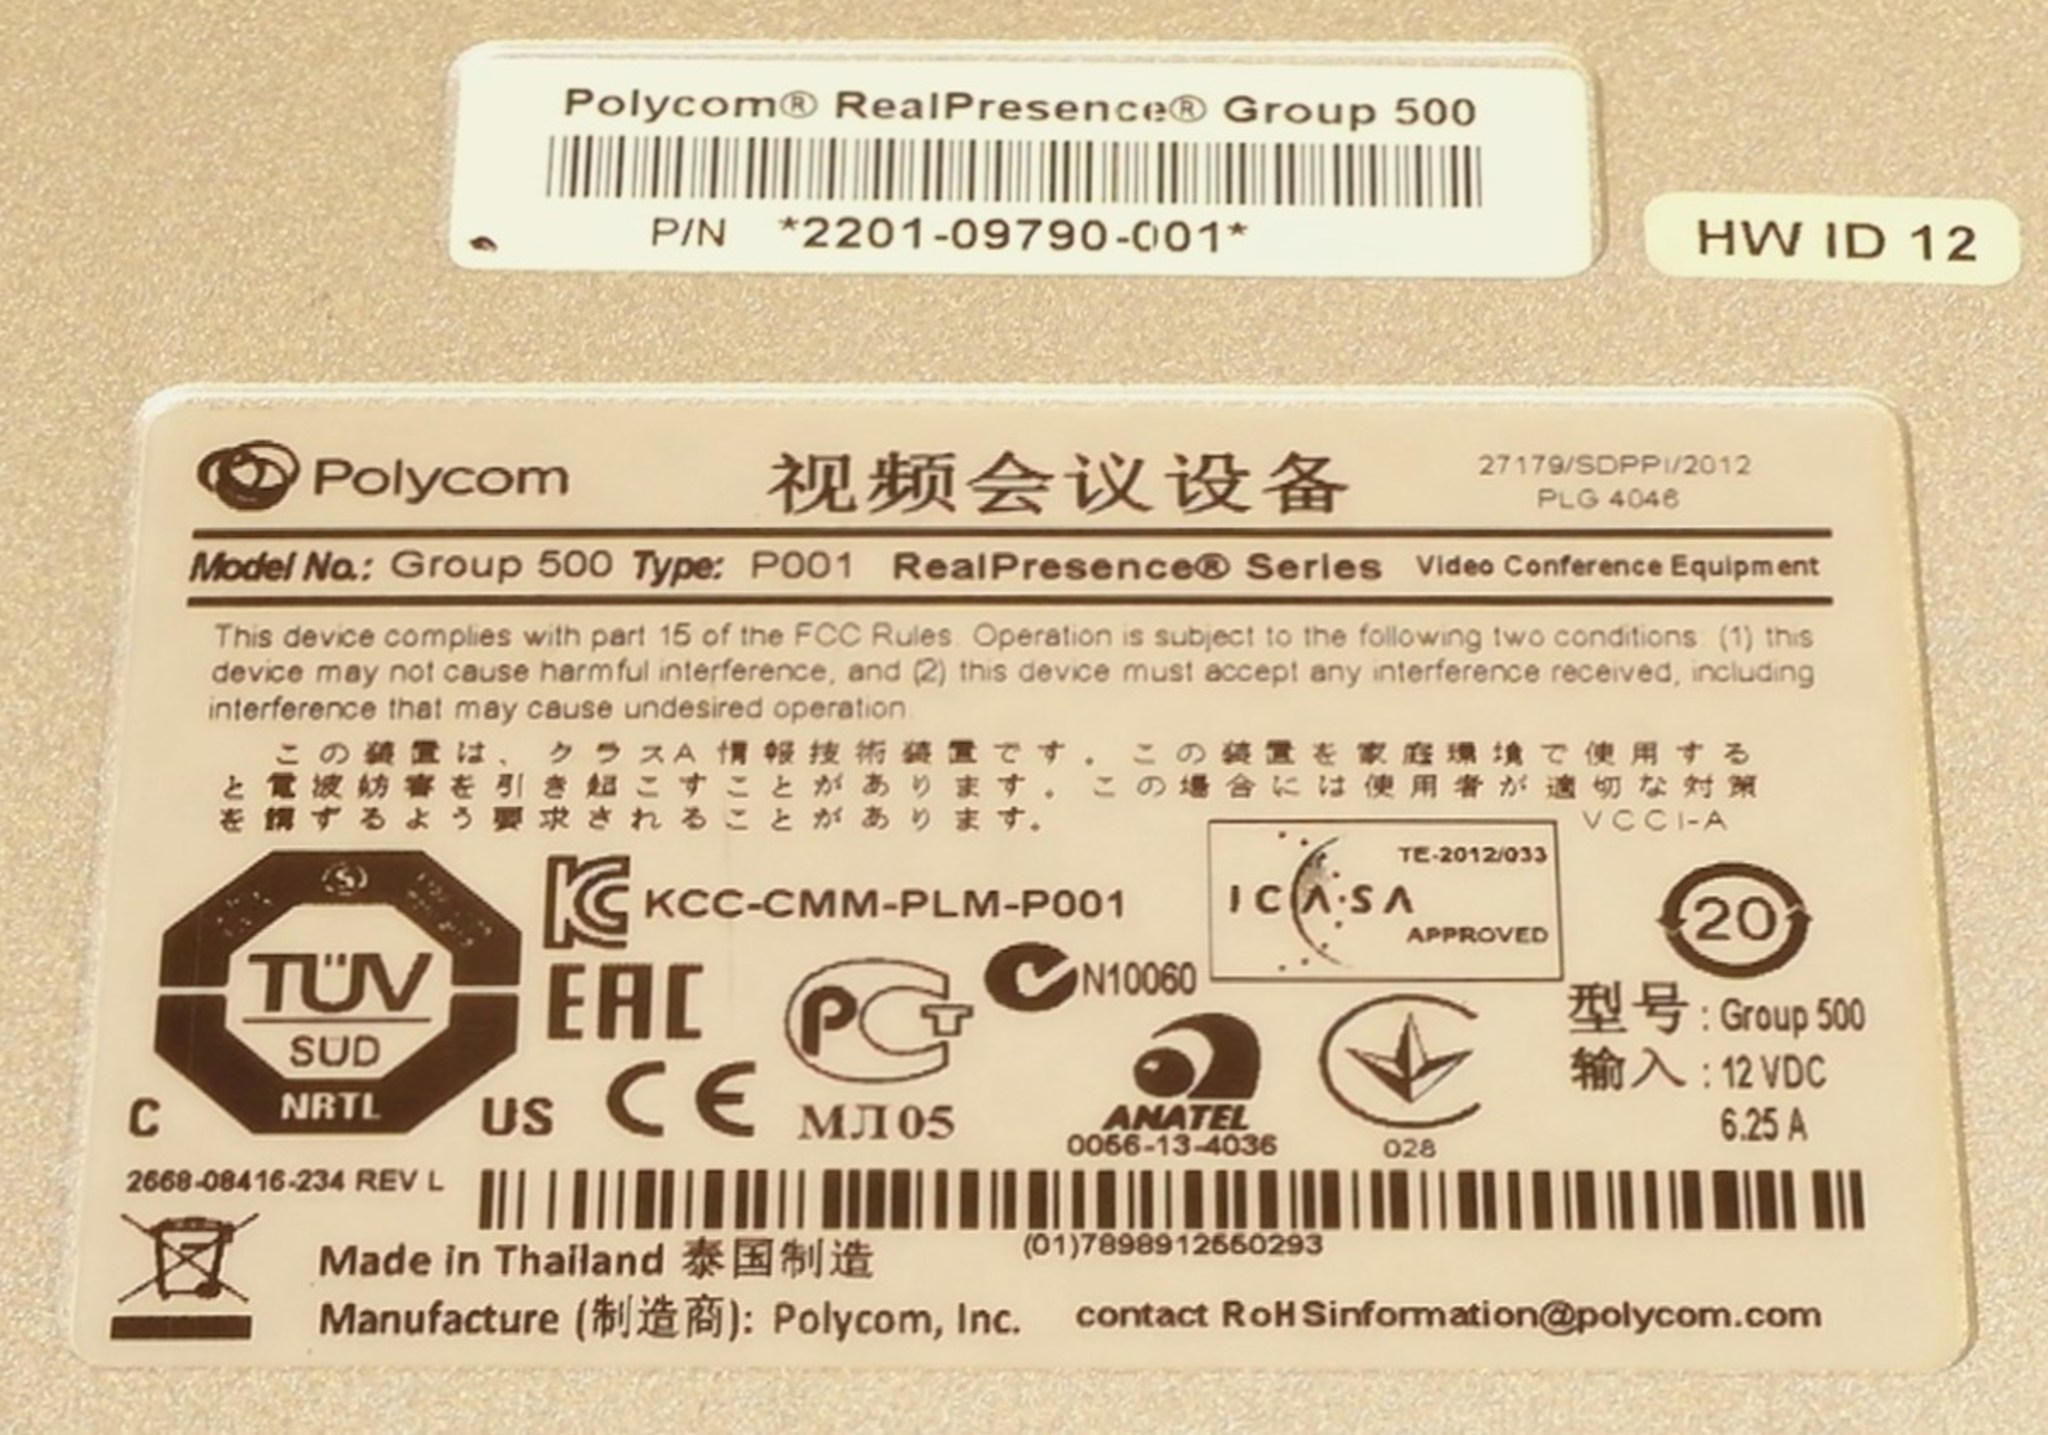 Polycom® RealPresence® Group 500
P/N *2201-09790-001*
HW ID 12
Polycom 视频会议设备 27179/SDPPI/2012
PLG 4046
Model No.: Group 500 Type: P001 RealPresence® Series Video Conference Equipment
This device complies with part 15 of the FCC Rules. Operation is subject to the following two conditions: (1) this
device may not cause harmful interference, and (2) this device must accept any interference received, including
interference that may cause undesired operation.
この装置は、クラスA情報技術装置です。この装置を家庭環境で使用する
と電波妨害を引き起こすことがあります。この場合には使用者が適切な対策
を講ずるよう要求されることがあります。 VCCI-A
KCC-CMM-PLM-P001
ICASA TE-2012/033
APPROVED
20
TÜV
SÜD
NRTL
C US
EAC
CE
РСТ
МЛ05
N10060
ANATEL
0056-13-4036
028
型号: Group 500
输入: 12 VDC
6.25 A
2668-08416-234 REV L
(01)7898912550293
Made in Thailand 泰国制造
Manufacture (制造商): Polycom, Inc. contact RoHSinformation@polycom.com